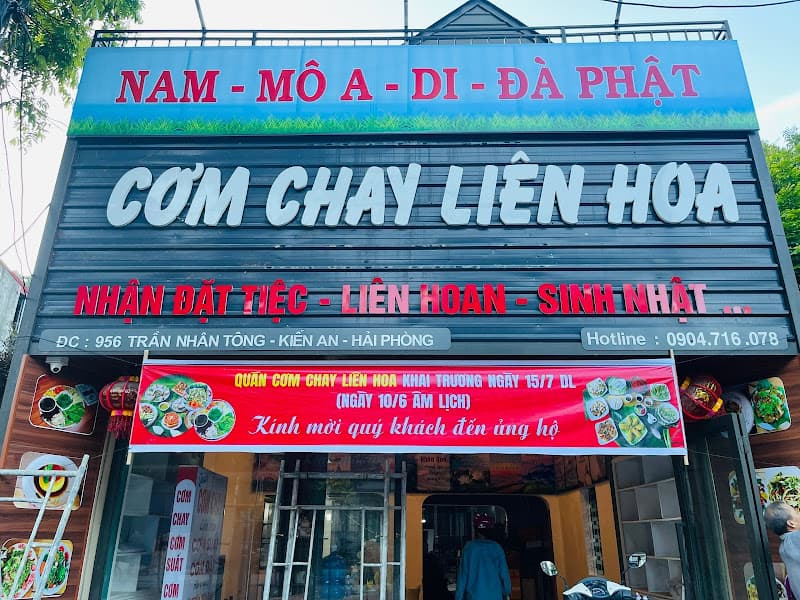 NAM - MÔ A - DI - ĐÀ PHẬT
CƠM CHAY LIÊN HOA
NHẬN ĐẶT TIỆC - LIÊN HOAN - SINH NHẬT ...
ĐC : 956 TRẦN NHÂN TÔNG - KIẾN AN - HẢI PHÒNG
Hotline : 0904.716.078
QUÁN CƠM CHAY LIÊN HOA KHAI TRƯƠNG NGÀY 15/7 DL
(NGÀY 10/6 ÂM LỊCH)
Kính mời quý khách đến ủng hộ
CƠM
CHAY
CƠM
SUẤT
CƠM